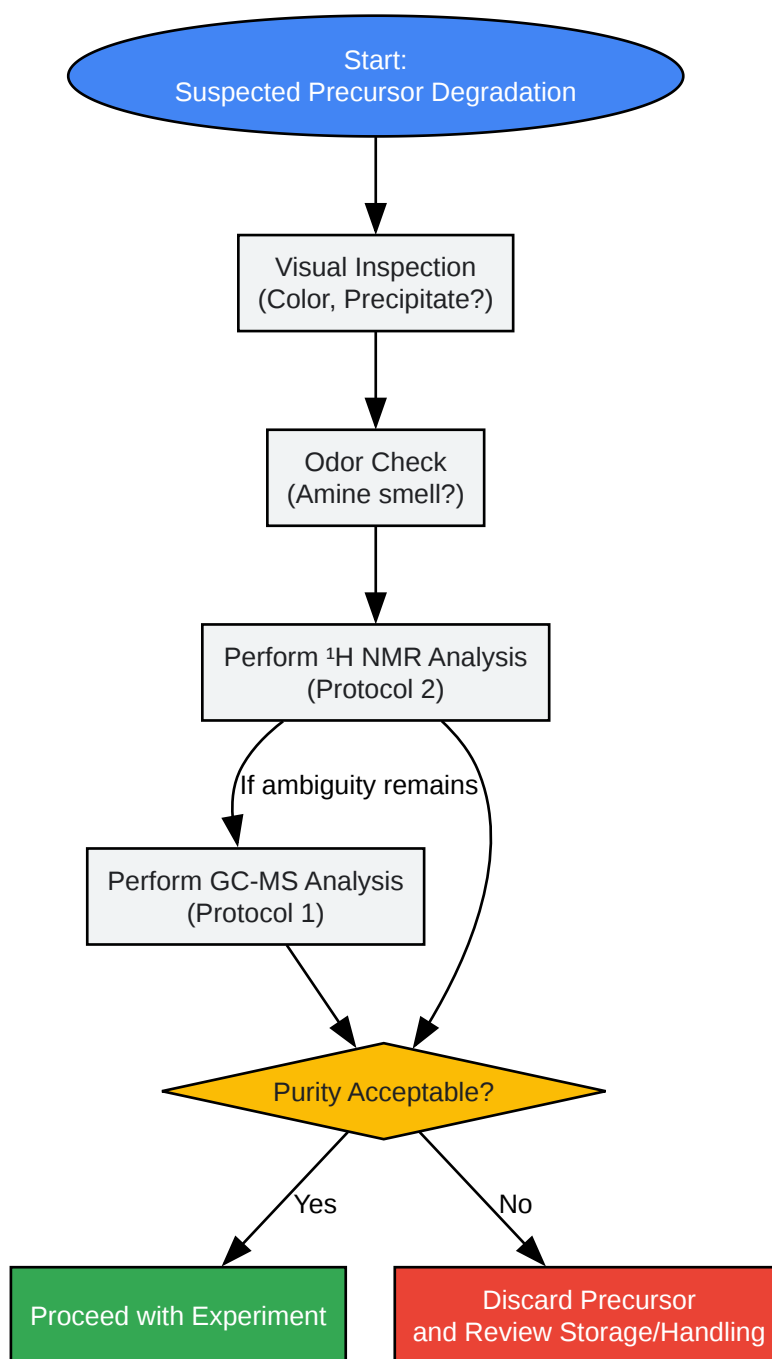 Start:
Suspected Precursor Degradation
Visual Inspection
(Color, Precipitate?)
Odor Check
(Amine smell?)
Perform ¹H NMR Analysis
(Protocol 2)
If ambiguity remains
Perform GC-MS Analysis
(Protocol 1)
Purity Acceptable?
Yes
No
Proceed with Experiment
Discard Precursor
and Review Storage/Handling